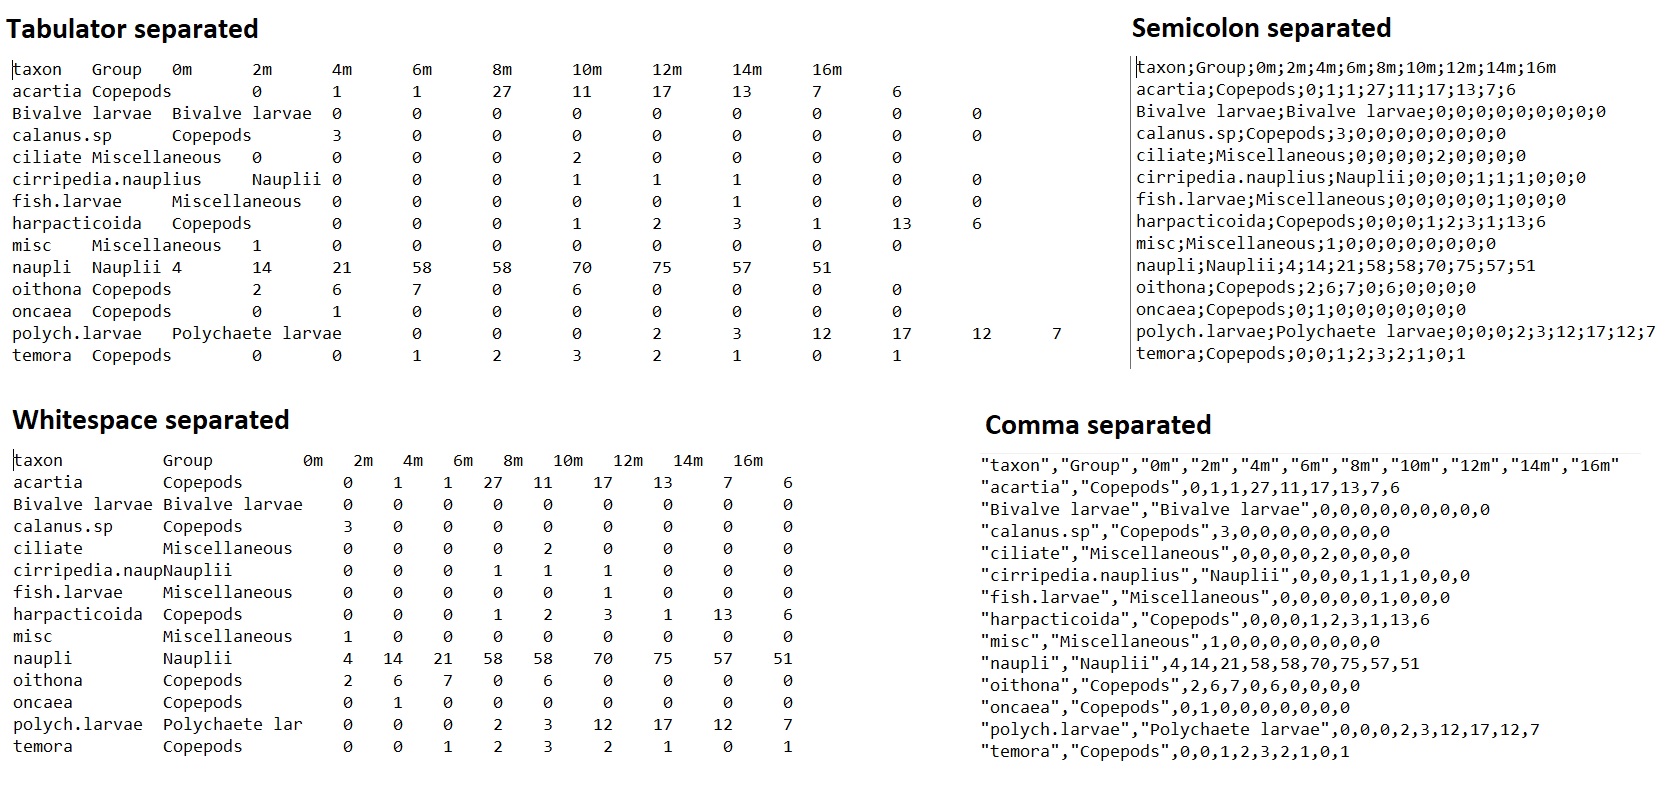 Tabulator separated
taxon	Group	0m	2m	4m	6m	8m	10m	12m	14m	16m
acartia	Copepods	0	1	1	27	11	17	13	7	6
Bivalve larvae	Bivalve larvae	0	0	0	0	0	0	0	0	0
calanus.sp	Copepods	3	0	0	0	0	0	0	0	0
ciliate	Miscellaneous	0	0	0	0	2	0	0	0	0
cirripedia.nauplius	Nauplii	0	0	0	1	1	1	0	0	0
fish.larvae	Miscellaneous	0	0	0	0	0	1	0	0	0
harpacticoida	Copepods	0	0	0	1	2	3	1	13	6
misc	Miscellaneous	1	0	0	0	0	0	0	0	0
naupli	Nauplii	4	14	21	58	58	70	75	57	51
oithona	Copepods	2	6	7	0	6	0	0	0	0
oncaea	Copepods	0	1	0	0	0	0	0	0	0
polych.larvae	Polychaete larvae	0	0	0	2	3	12	17	12	7
temora	Copepods	0	0	1	2	3	2	1	0	1
Semicolon separated
taxon;Group;0m;2m;4m;6m;8m;10m;12m;14m;16m
acartia;Copepods;0;1;1;27;11;17;13;7;6
Bivalve larvae;Bivalve larvae;0;0;0;0;0;0;0;0;0
calanus.sp;Copepods;3;0;0;0;0;0;0;0;0
ciliate;Miscellaneous;0;0;0;0;2;0;0;0;0
cirripedia.nauplius;Nauplii;0;0;0;1;1;1;0;0;0
fish.larvae;Miscellaneous;0;0;0;0;0;1;0;0;0
harpacticoida;Copepods;0;0;0;1;2;3;1;13;6
misc;Miscellaneous;1;0;0;0;0;0;0;0;0
naupli;Nauplii;4;14;21;58;58;70;75;57;51
oithona;Copepods;2;6;7;0;6;0;0;0;0
oncaea;Copepods;0;1;0;0;0;0;0;0;0
polych.larvae;Polychaete larvae;0;0;0;2;3;12;17;12;7
temora;Copepods;0;0;1;2;3;2;1;0;1
Whitespace separated
taxon          Group         0m   2m   4m   6m   8m   10m   12m   14m   16m
acartia        Copepods          0    1    1   27   11    17    13     7     6
Bivalve larvae Bivalve larvae    0    0    0    0    0     0     0     0     0
calanus.sp     Copepods          3    0    0    0    0     0     0     0     0
ciliate        Miscellaneous     0    0    0    0    2     0     0     0     0
cirripedia.naupNauplii           0    0    0    1    1     1     0     0     0
fish.larvae    Miscellaneous     0    0    0    0    0     1     0     0     0
harpacticoida  Copepods          0    0    0    1    2     3     1    13     6
misc           Miscellaneous     1    0    0    0    0     0     0     0     0
naupli         Nauplii           4   14   21   58   58    70    75    57    51
oithona        Copepods          2    6    7    0    6     0     0     0     0
oncaea         Copepods          0    1    0    0    0     0     0     0     0
polych.larvae  Polychaete lar    0    0    0    2    3    12    17    12     7
temora         Copepods          0    0    1    2    3     2     1     0     1
Comma separated
"taxon","Group","0m","2m","4m","6m","8m","10m","12m","14m","16m"
"acartia","Copepods",0,1,1,27,11,17,13,7,6
"Bivalve larvae","Bivalve larvae",0,0,0,0,0,0,0,0,0
"calanus.sp","Copepods",3,0,0,0,0,0,0,0,0
"ciliate","Miscellaneous",0,0,0,0,2,0,0,0,0
"cirripedia.nauplius","Nauplii",0,0,0,1,1,1,0,0,0
"fish.larvae","Miscellaneous",0,0,0,0,0,1,0,0,0
"harpacticoida","Copepods",0,0,0,1,2,3,1,13,6
"misc","Miscellaneous",1,0,0,0,0,0,0,0,0
"naupli","Nauplii",4,14,21,58,58,70,75,57,51
"oithona","Copepods",2,6,7,0,6,0,0,0,0
"oncaea","Copepods",0,1,0,0,0,0,0,0,0
"polych.larvae","Polychaete larvae",0,0,0,2,3,12,17,12,7
"temora","Copepods",0,0,1,2,3,2,1,0,1